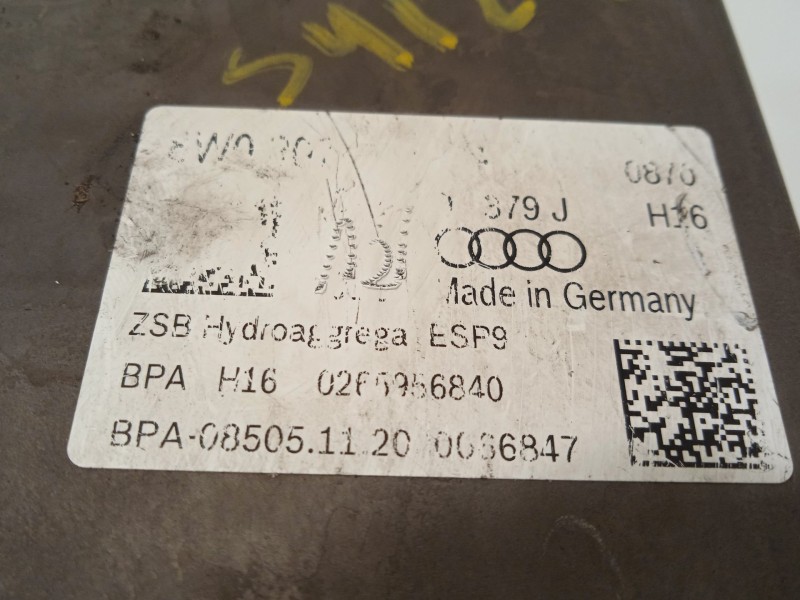 0870
379 J H16
Made in Germany
ZSB Hydroaggrega ESP9
BPA H16 0265956840
BPA-08505.11.20 0036847